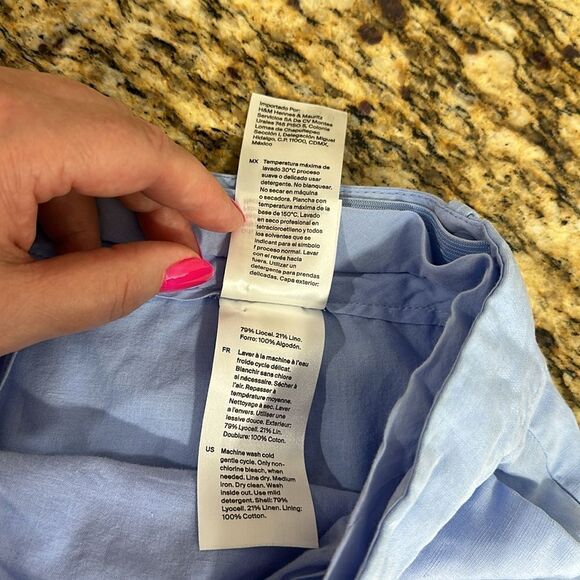 Importado Por:
H&M Hennes & Mauritz
Servicios SA De CV Montes
Urales 745 PISO 5, Colonia
Lomas de Chapultepec
Sección I, Delegación Miguel
Hidalgo, C.P. 11000, CDMX,
México
MX Temperatura máxima de
lavado 30°C proceso
suave o delicado usar
detergente. No blanquear.
No secar en máquina
o secadora. Plancha con
temperatura máxima de la
base de 150°C. Lavado
en seco profesional en
tetracloroetileno y todos
los solventes que se
indicant para el símbolo
F proceso normal. Lavar
con el revés hacia
fuera. Utilizar un
detergente para prendas
delicadas. Capa exterior:
79% Liocel. 21% Lino.
Forro: 100% Algodón.
FR Laver à la machine à l'eau
froide cycle délicat.
Blanchir sans chlore
si nécessaire. Sécher à
l'air. Repasser à
température moyenne.
Nettoyage à sec. Laver
a l'envers. Utiliser une
lessive douce. Extérieur:
79% Lyocell. 21% Lin.
Doublure: 100% Coton.
US Machine wash cold
gentle cycle. Only non-
chlorine bleach, when
needed. Line dry. Medium
iron. Dry clean. Wash
inside out. Use mild
detergent. Shell: 79%
Lyocell. 21% Linen. Lining:
100% Cotton.